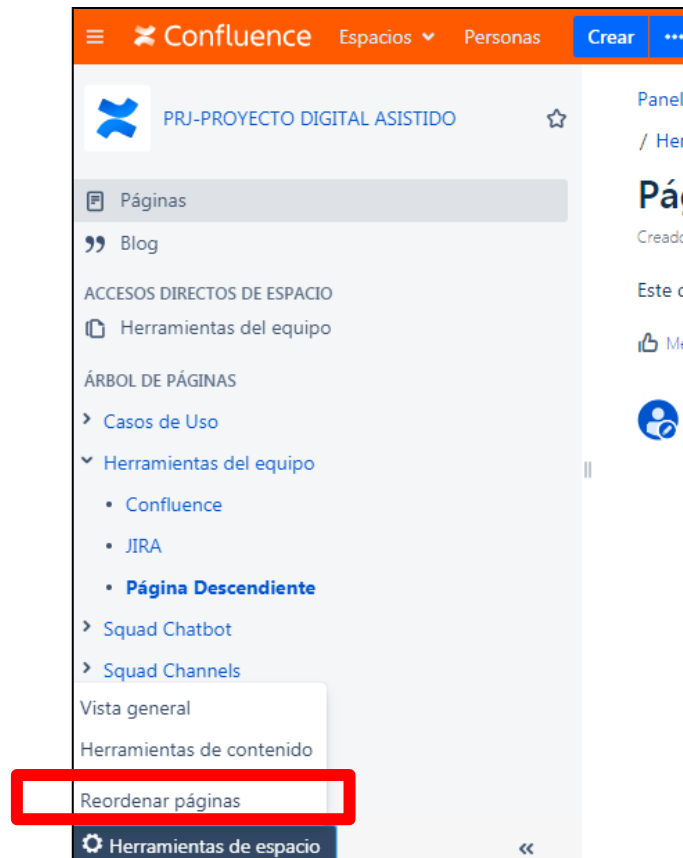 Confluence Espacios Personas Crear ...
PRJ-PROYECTO DIGITAL ASISTIDO
Panel
/ Her
Páginas
Pág
Blog
Creado
ACCESOS DIRECTOS DE ESPACIO
Este
Herramientas del equipo
Me
ÁRBOL DE PÁGINAS
Casos de Uso
Herramientas del equipo
• Confluence
• JIRA
• Página Descendiente
Squad Chatbot
Squad Channels
Vista general
Herramientas de contenido
Reordenar páginas
Herramientas de espacio